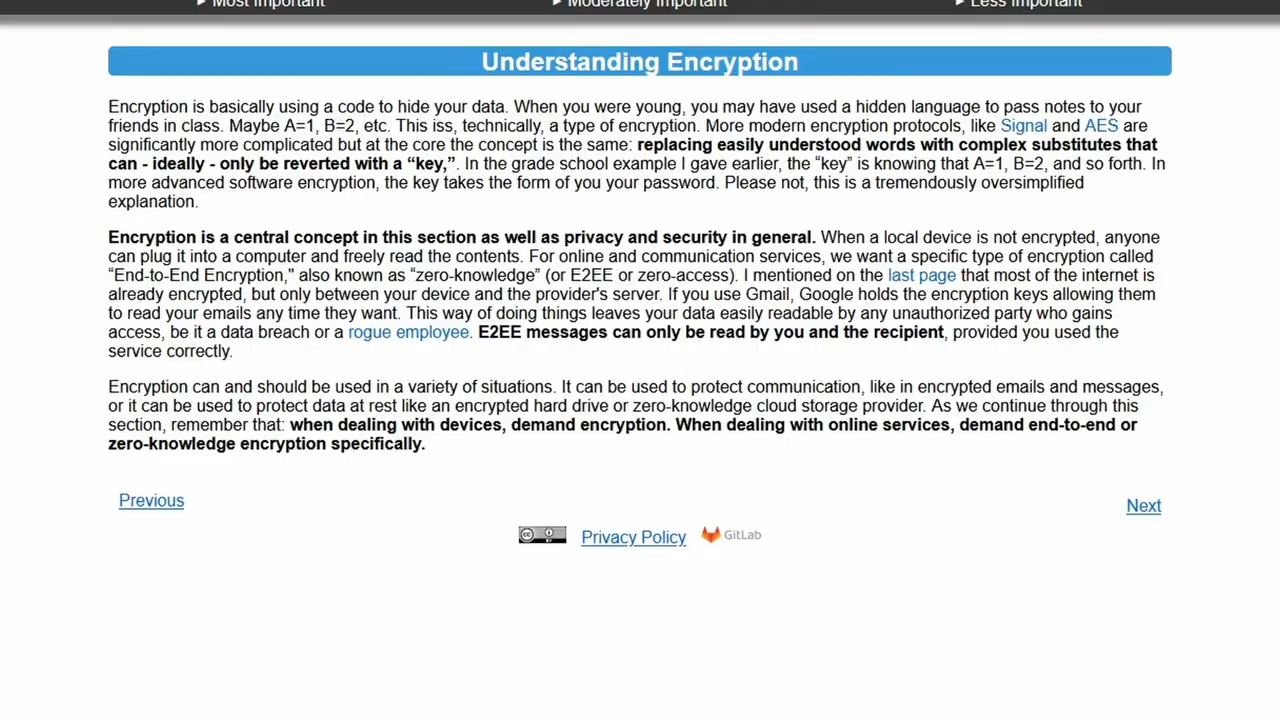 ▸ Most Important
▸ Moderately Important
▸ Less Important
Understanding Encryption
Encryption is basically using a code to hide your data. When you were young, you may have used a hidden language to pass notes to your
friends in class. Maybe A=1, B=2, etc. This iss, technically, a type of encryption. More modern encryption protocols, like Signal and AES are
significantly more complicated but at the core the concept is the same: replacing easily understood words with complex substitutes that
can - ideally - only be reverted with a “key,”. In the grade school example I gave earlier, the “key” is knowing that A=1, B=2, and so forth. In
more advanced software encryption, the key takes the form of you your password. Please not, this is a tremendously oversimplified
explanation.
Encryption is a central concept in this section as well as privacy and security in general. When a local device is not encrypted, anyone
can plug it into a computer and freely read the contents. For online and communication services, we want a specific type of encryption called
“End-to-End Encryption," also known as “zero-knowledge” (or E2EE or zero-access). I mentioned on the last page that most of the internet is
already encrypted, but only between your device and the provider's server. If you use Gmail, Google holds the encryption keys allowing them
to read your emails any time they want. This way of doing things leaves your data easily readable by any unauthorized party who gains
access, be it a data breach or a rogue employee. E2EE messages can only be read by you and the recipient, provided you used the
service correctly.
Encryption can and should be used in a variety of situations. It can be used to protect communication, like in encrypted emails and messages,
or it can be used to protect data at rest like an encrypted hard drive or zero-knowledge cloud storage provider. As we continue through this
section, remember that: when dealing with devices, demand encryption. When dealing with online services, demand end-to-end or
zero-knowledge encryption specifically.
Previous
Next
cc BY
Privacy Policy
GitLab